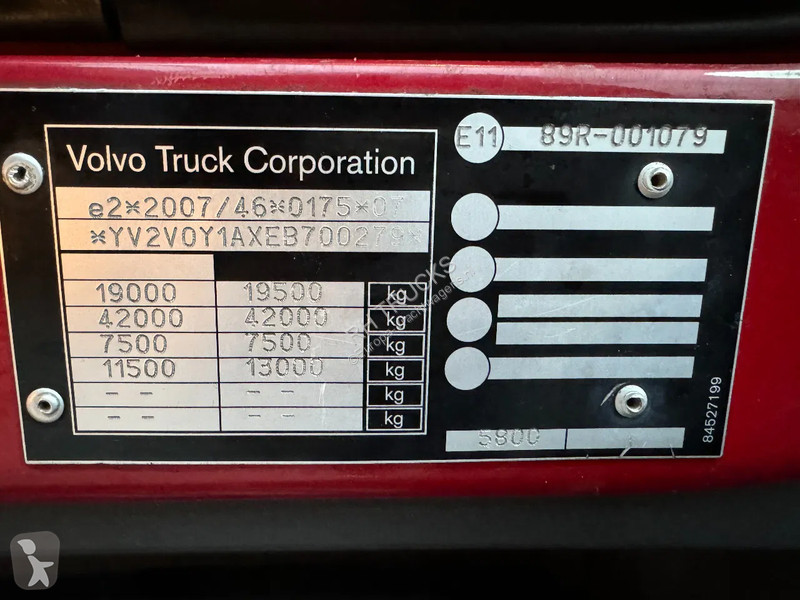 Volvo Truck Corporation
e2*2007/46*0175*07
*YV2V0Y1AXEB700279*
19000 19500 kg
42000 42000 kg
7500 7500 kg
11500 13000 kg
-- -- kg
-- -- kg
E11 89R-001079
5800
84527199
TRUCKS